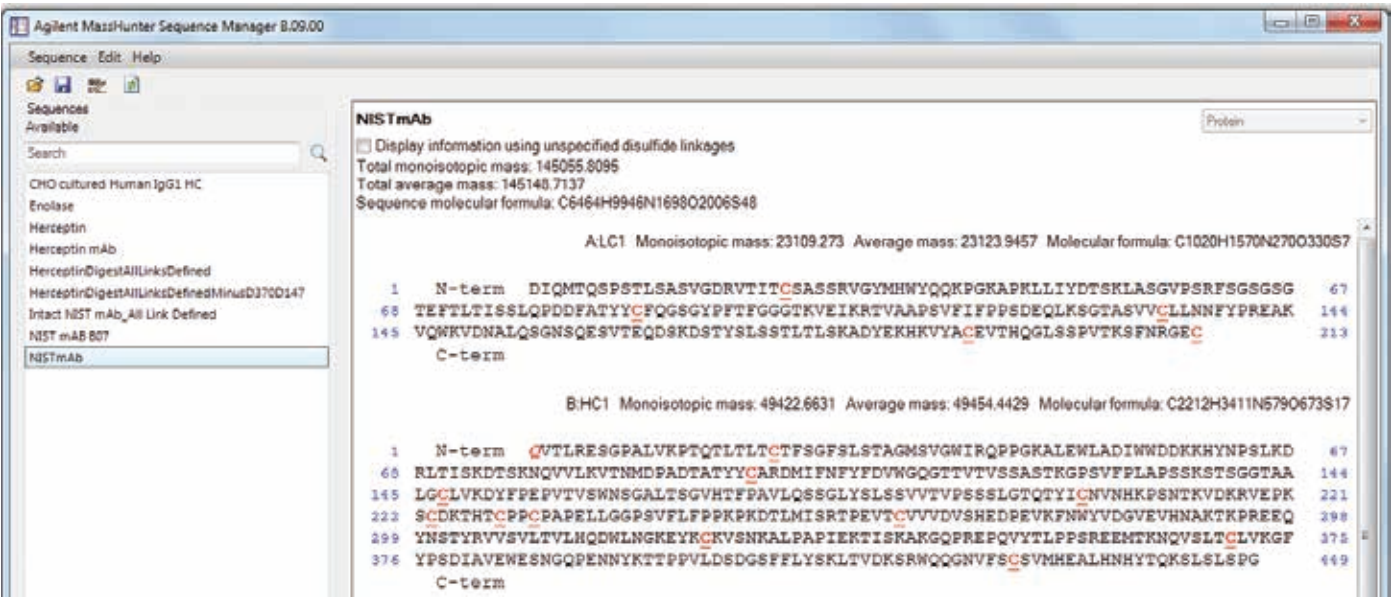 Agilent MassHunter Sequence Manager B.09.00
Sequence Edit Help
Sequences
Available
Search
CHO cultured Human IgG1 HC
Enolase
Herceptin
Herceptin mAb
HerceptinDigestAllLinksDefined
HerceptinDigestAllLinksDefinedMinusD370D147
Intact NIST mAb_All Link Defined
NIST mAB B07
NISTmAb
NISTmAb
Protein
Display information using unspecified disulfide linkages
Total monoisotopic mass: 145055.8095
Total average mass: 145148.7137
Sequence molecular formula: C6464H9946N1698O2006S48
A:LC1 Monoisotopic mass: 23109.273 Average mass: 23123.9457 Molecular formula: C1020H1570N270O330S7
1 N-term DIQMTQSPSTLSASVGDRVTITCSASSRVGYMHWYQQKPGKAPKLLIYDTSKLASGVPSRFSGSGSG 67
68 TEFTLTISSLQPDDFATYYCFQGSGYPFTFGGGTKVEIKRTVAAPSVFIFPPSDEQLKSGTASVVCLLNNFYPREAK 144
145 VQWKVDNALQSGNSQESVTEQDSKDSTYSLSSTLTLSKADYEKHKVYACEVTHQGLSSPVTKSFNRGEC 213
C-term
B:HC1 Monoisotopic mass: 49422.6631 Average mass: 49454.4429 Molecular formula: C2212H3411N579O673S17
1 N-term QVTLRESGPALVKPTQTLTLTCTFSGFSLSTAGMSVGWIRQPPGKALEWLADIWWDDKKHYNPSLKD 67
68 RLTISKDTSKNQVVLKVTNMDPADTATYYCARDMIFNFYFDVWGQGTTVTVSSASTKGPSVFPLAPSSKSTSGGTAA 144
145 LGCLVKDYFPEPVTVSWNSGALTSGVHTFPAVLQSSGLYSLSSVVTVPSSSLGTQTYICNVNHKPSNTKVDKRVEPK 221
222 SCDKTHTCPPCPAPELLGGPSVFLFPPKPKDTLMISRTPEVTCVVVDVSHEDPEVKFNWYVDGVEVHNAKTKPREEQ 298
299 YNSTYRVVSVLTVLHQDWLNGKEYKCKVSNKALPAPIEKTISKAKGQPREPQVYTLPPSREEMTKNQVSLTCLVKGF 375
376 YPSDIAVEWESNGQPENNYKTTPPVLDSDGSFFLYSKLTVDKSRWQQGNVFSCSVMHEALHNHYTQKSLSLSPG 449
C-term